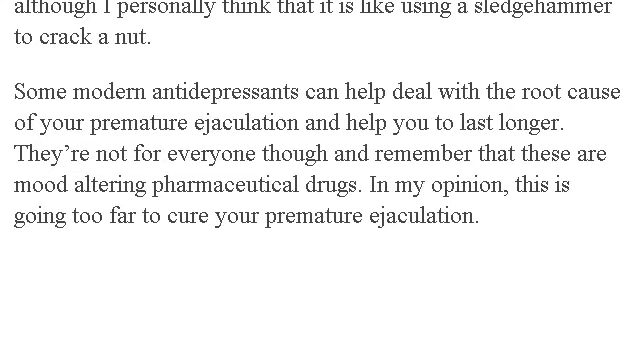 although I personally think that it is like using a sledgehammer
to crack a nut.
Some modern antidepressants can help deal with the root cause
of your premature ejaculation and help you to last longer.
They’re not for everyone though and remember that these are
mood altering pharmaceutical drugs. In my opinion, this is
going too far to cure your premature ejaculation.